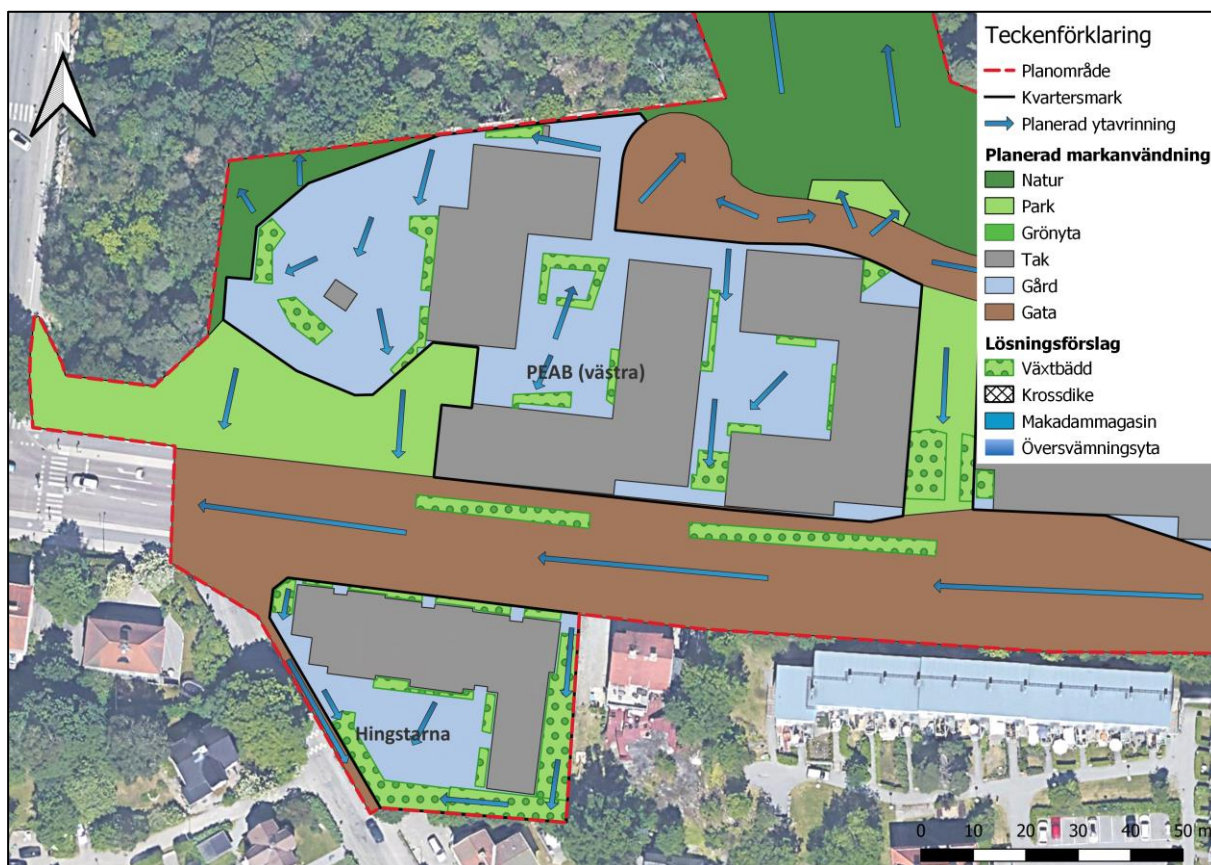 N
Teckenförklaring
Planområde
Kvartersmark
Planerad ytavrinning
Planerad markanvändning
Natur
Park
Grönyta
Tak
Gård
Gata
Lösningsförslag
Växtbädd
Krossdike
Makadammagasin
Översvämningsyta
PEAB (västra)
Hingstarna
0 10 20 30 40 50 m